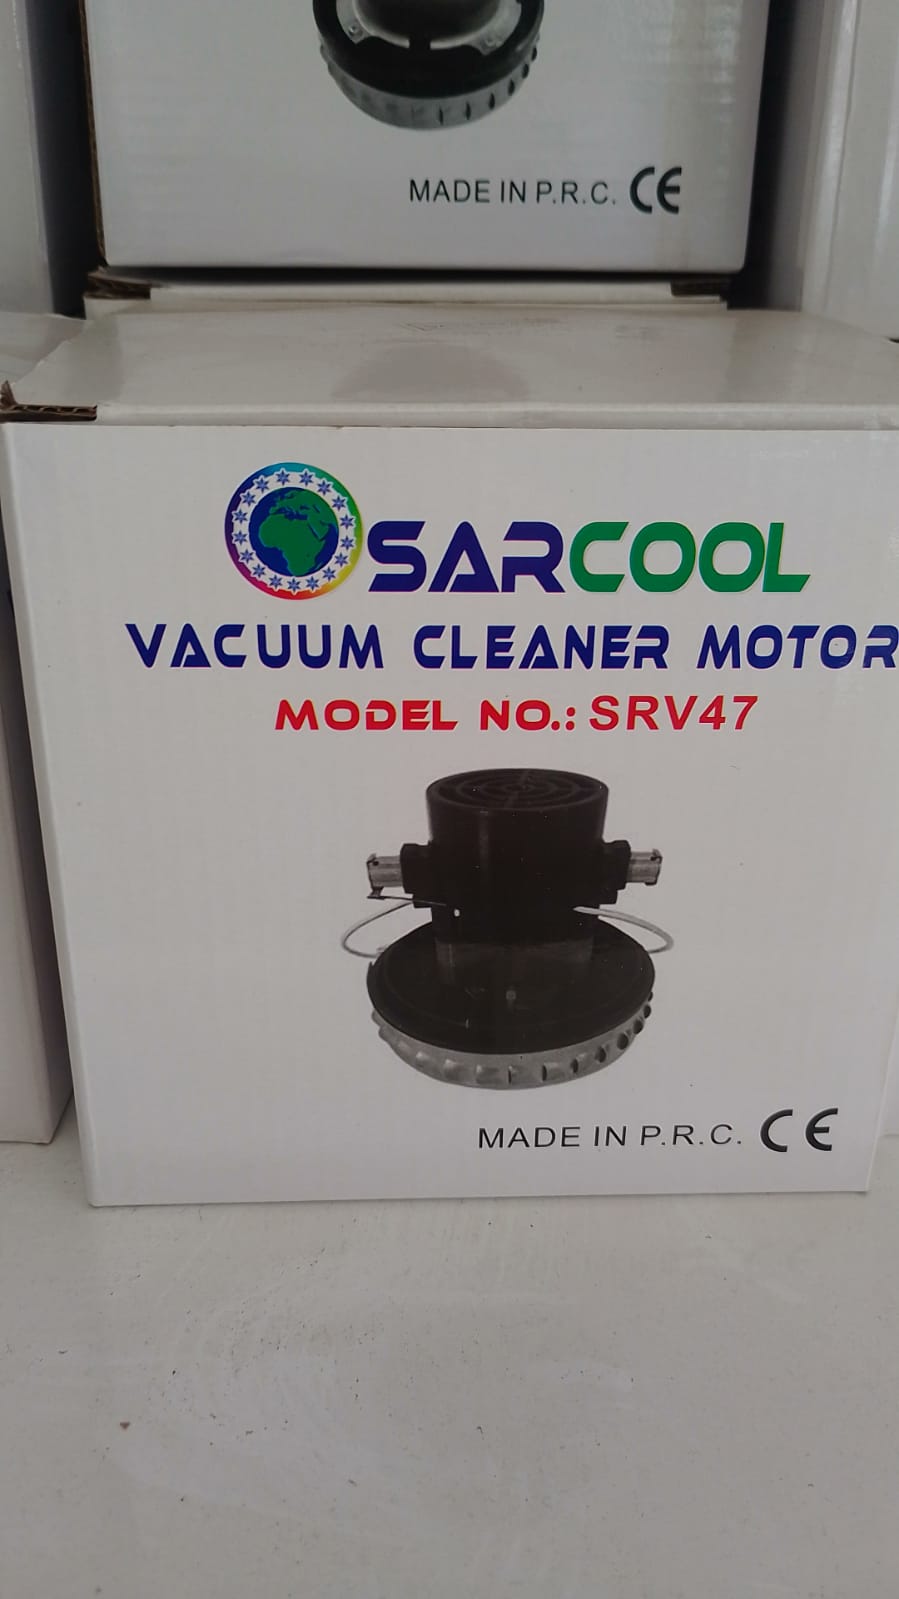 MADE IN P.R.C. CE
SARCOOL
VACUUM CLEANER MOTOR
MODEL NO.: SRV47
MADE IN P.R.C. CE